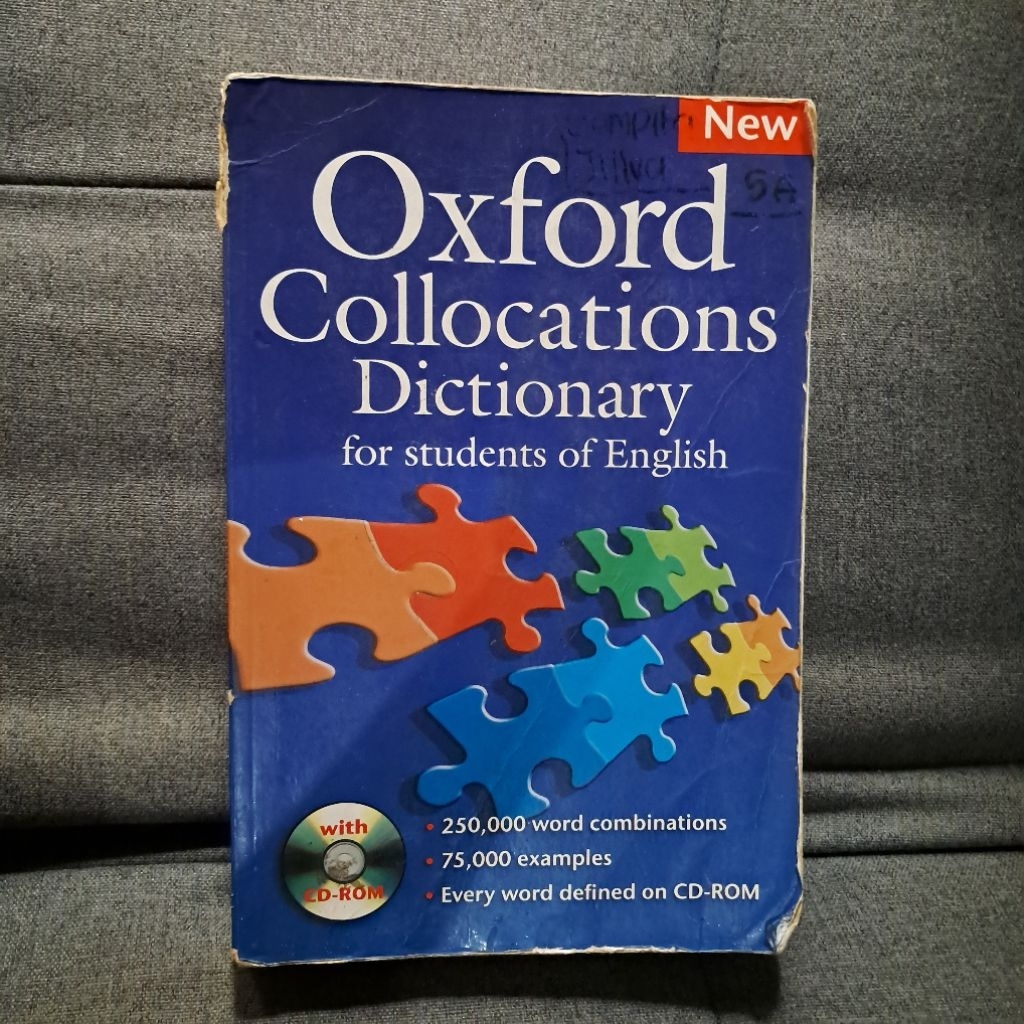 New
5A
Oxford
Collocations
Dictionary
for students of English
with
CD-ROM
• 250,000 word combinations
• 75,000 examples
• Every word defined on CD-ROM